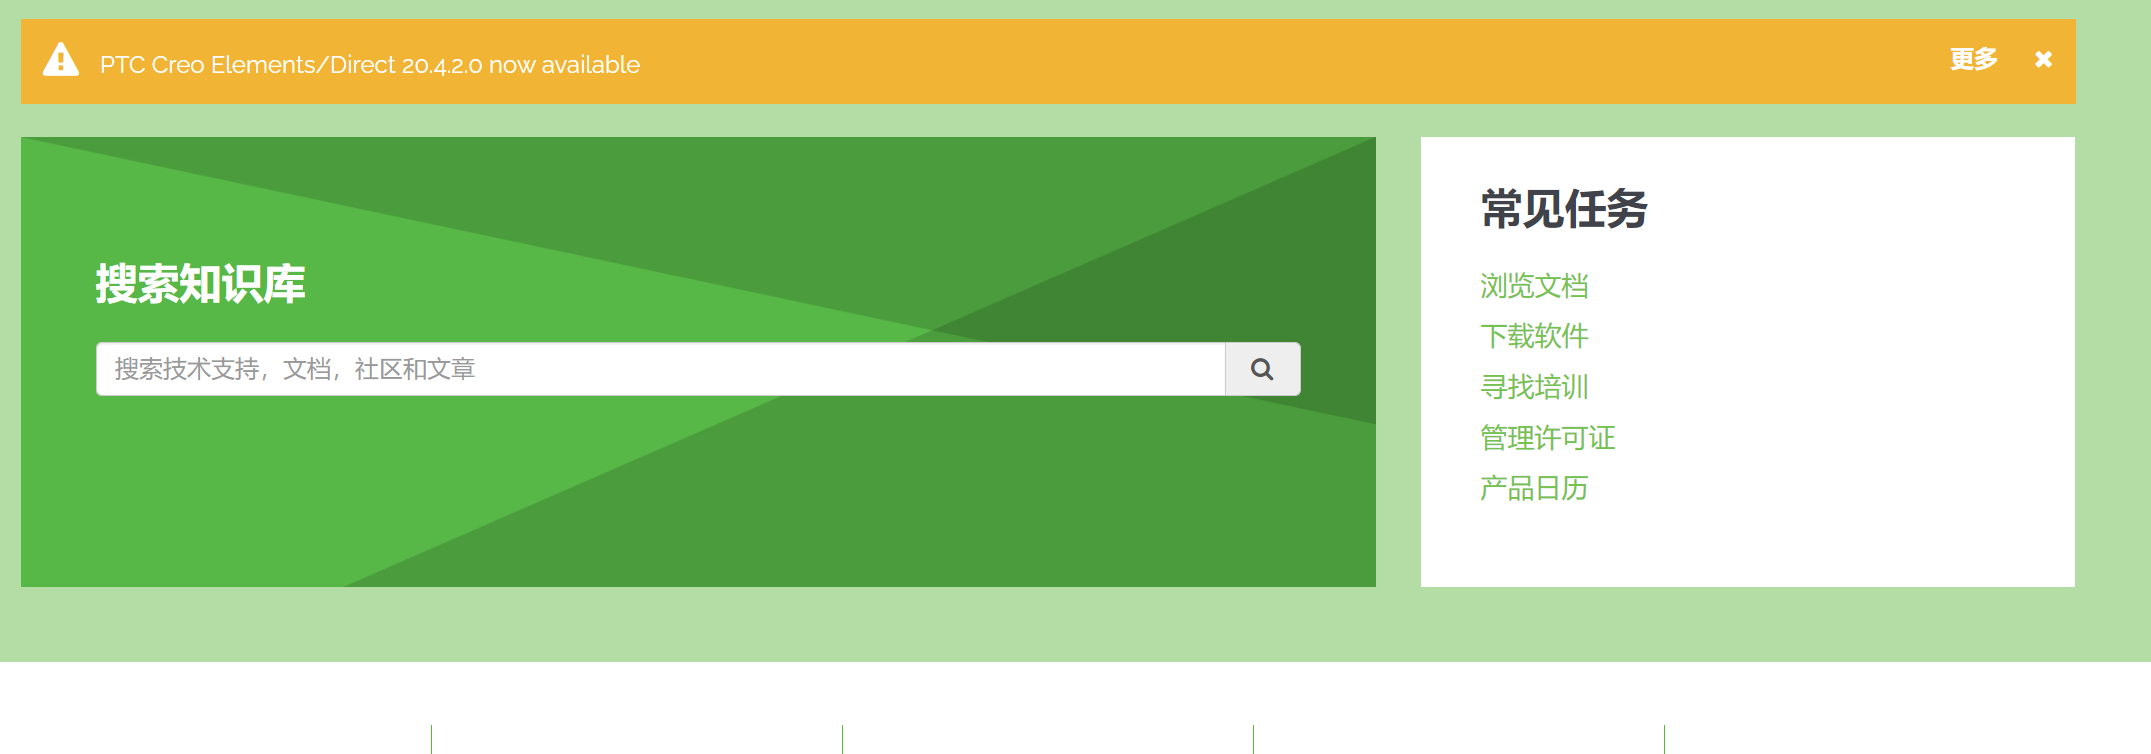 PTC Creo Elements/Direct 20.4.2.0 now available
更多
搜索知识库
搜索技术支持，文档，社区和文章
常见任务
浏览文档
下载软件
寻找培训
管理许可证
产品日历